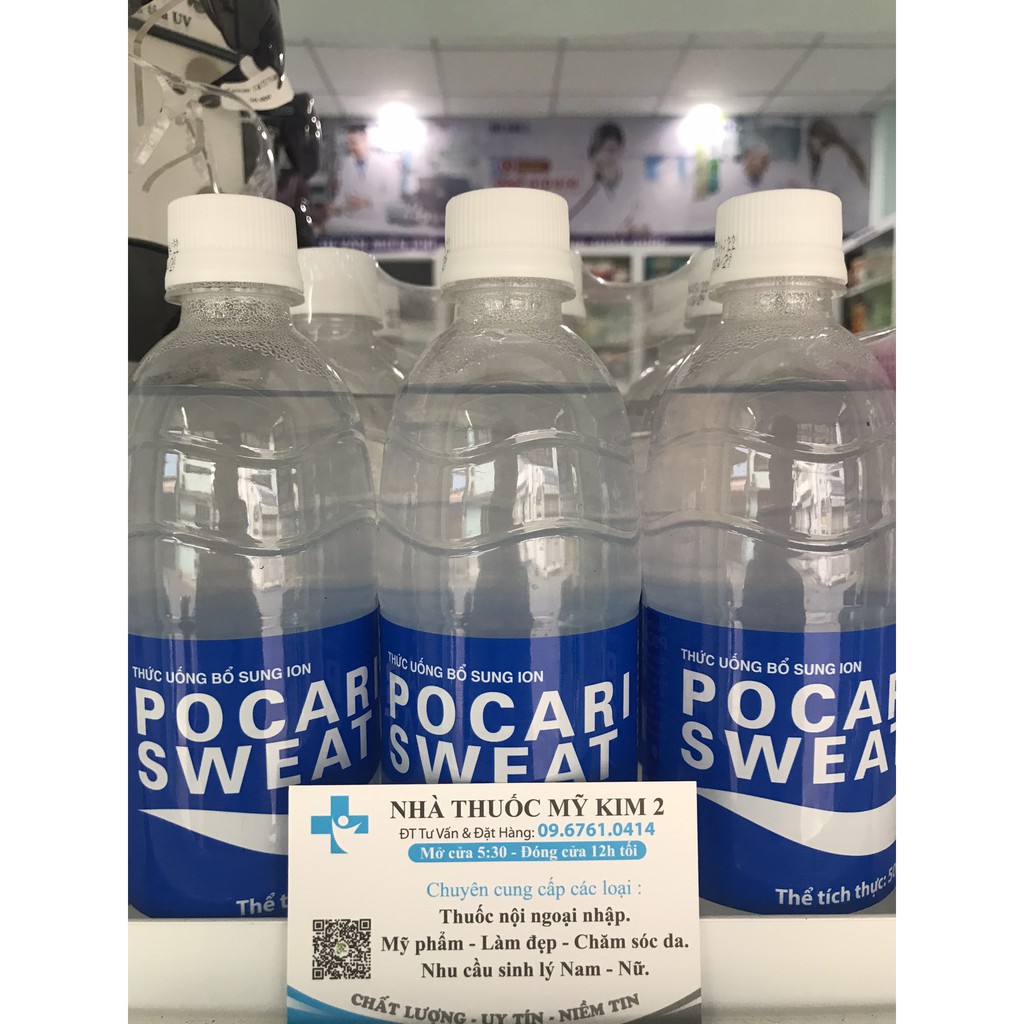 & UV
THỨC UỐNG BỔ SUNG ION
POCARI
SWEAT
Thể t
THỨC UỐNG BỔ SUNG ION
POCARI
SWEAT
THỨC UỐNG BỔ SUNG ION
POCAR
SWEA
Thể tích thực: 50
NHÀ THUỐC MỸ KIM 2
ĐT Tư Vấn & Đặt Hàng: 09.6761.0414
Mở cửa 5:30 - Đóng cửa 12h tối
Chuyên cung cấp các loại :
Thuốc nội ngoại nhập.
Mỹ phẩm - Làm đẹp - Chăm sóc da.
Nhu cầu sinh lý Nam - Nữ.
CHẤT LƯỢNG - UY TÍN - NIỀM TIN